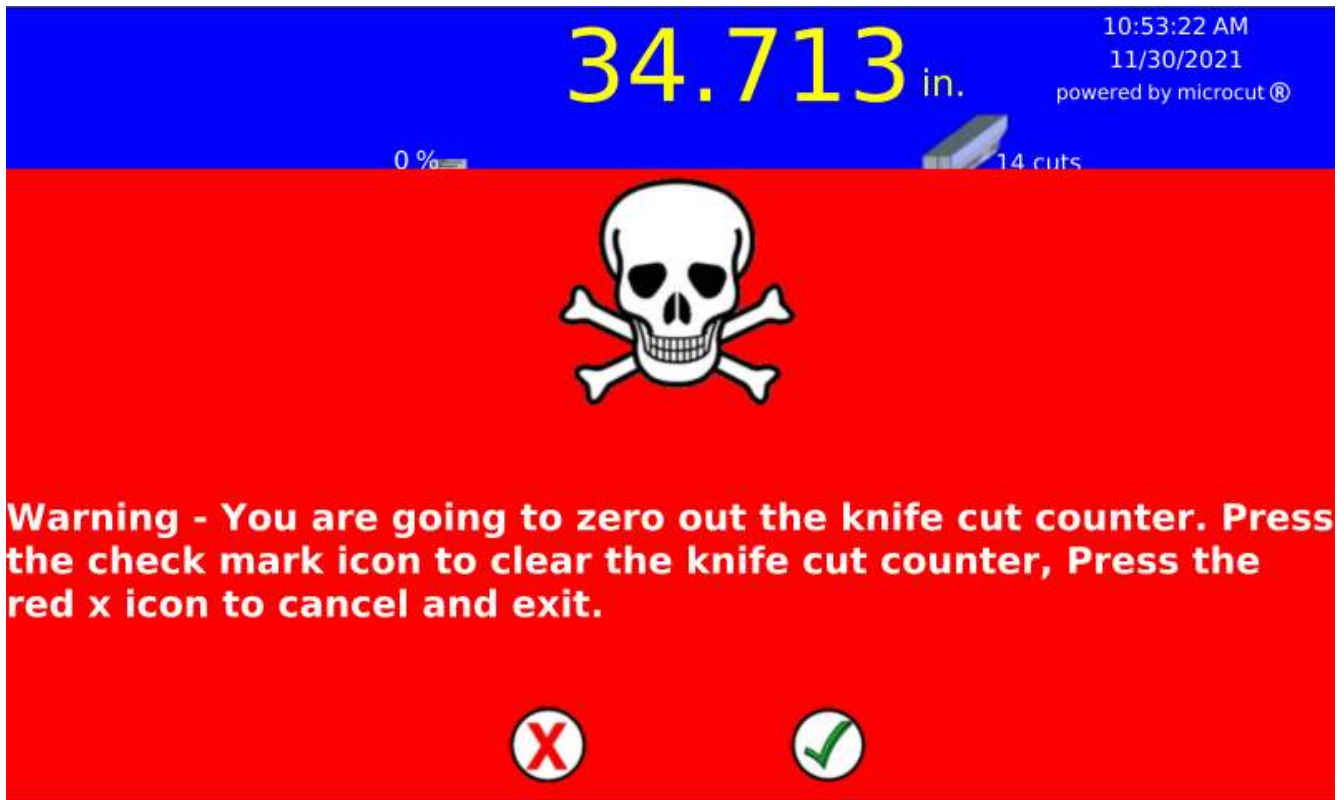 34.713 in.
10:53:22 AM
11/30/2021
powered by microcut ®
0 %
14 cuts
Warning - You are going to zero out the knife cut counter. Press
the check mark icon to clear the knife cut counter, Press the
red x icon to cancel and exit.
X